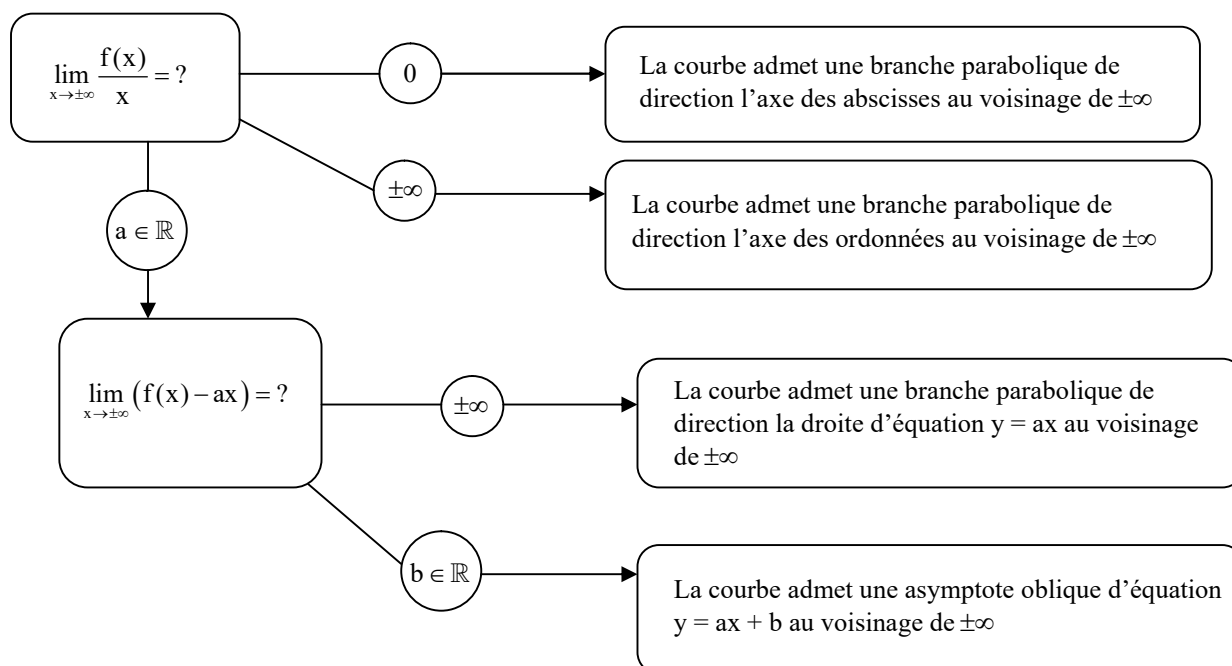 lim x→±∞ f(x)/x = ?
0
La courbe admet une branche parabolique de
direction l'axe des abscisses au voisinage de ±∞
±∞
La courbe admet une branche parabolique de
direction l'axe des ordonnées au voisinage de ±∞
a ∈ ℝ
lim x→±∞ (f(x) − ax) = ?
±∞
La courbe admet une branche parabolique de
direction la droite d'équation y = ax au voisinage
de ±∞
b ∈ ℝ
La courbe admet une asymptote oblique d'équation
y = ax + b au voisinage de ±∞